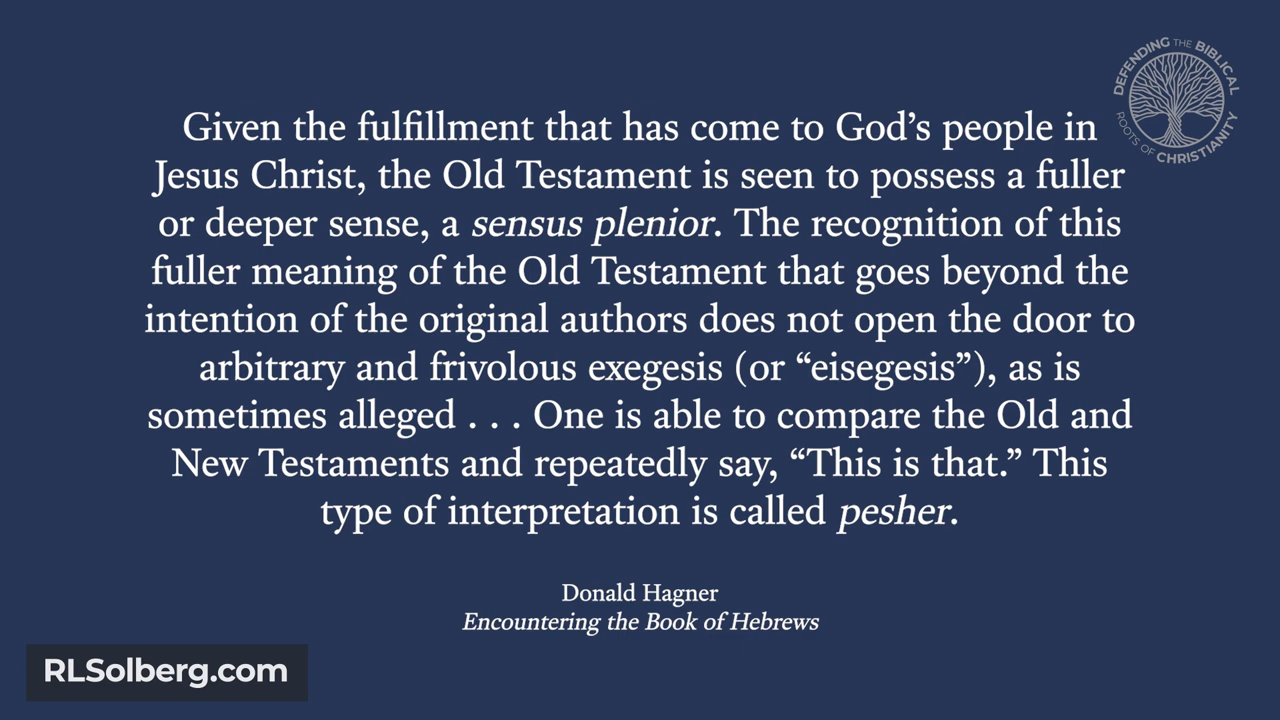 Given the fulfillment that has come to God’s people in
Jesus Christ, the Old Testament is seen to possess a fuller
or deeper sense, a sensus plenior. The recognition of this
fuller meaning of the Old Testament that goes beyond the
intention of the original authors does not open the door to
arbitrary and frivolous exegesis (or “eisegesis”), as is
sometimes alleged . . . One is able to compare the Old and
New Testaments and repeatedly say, “This is that.” This
type of interpretation is called pesher.
Donald Hagner
Encountering the Book of Hebrews
RLSolberg.com
DEFENDING THE BIBLICAL
ROOTS OF CHRISTIANITY